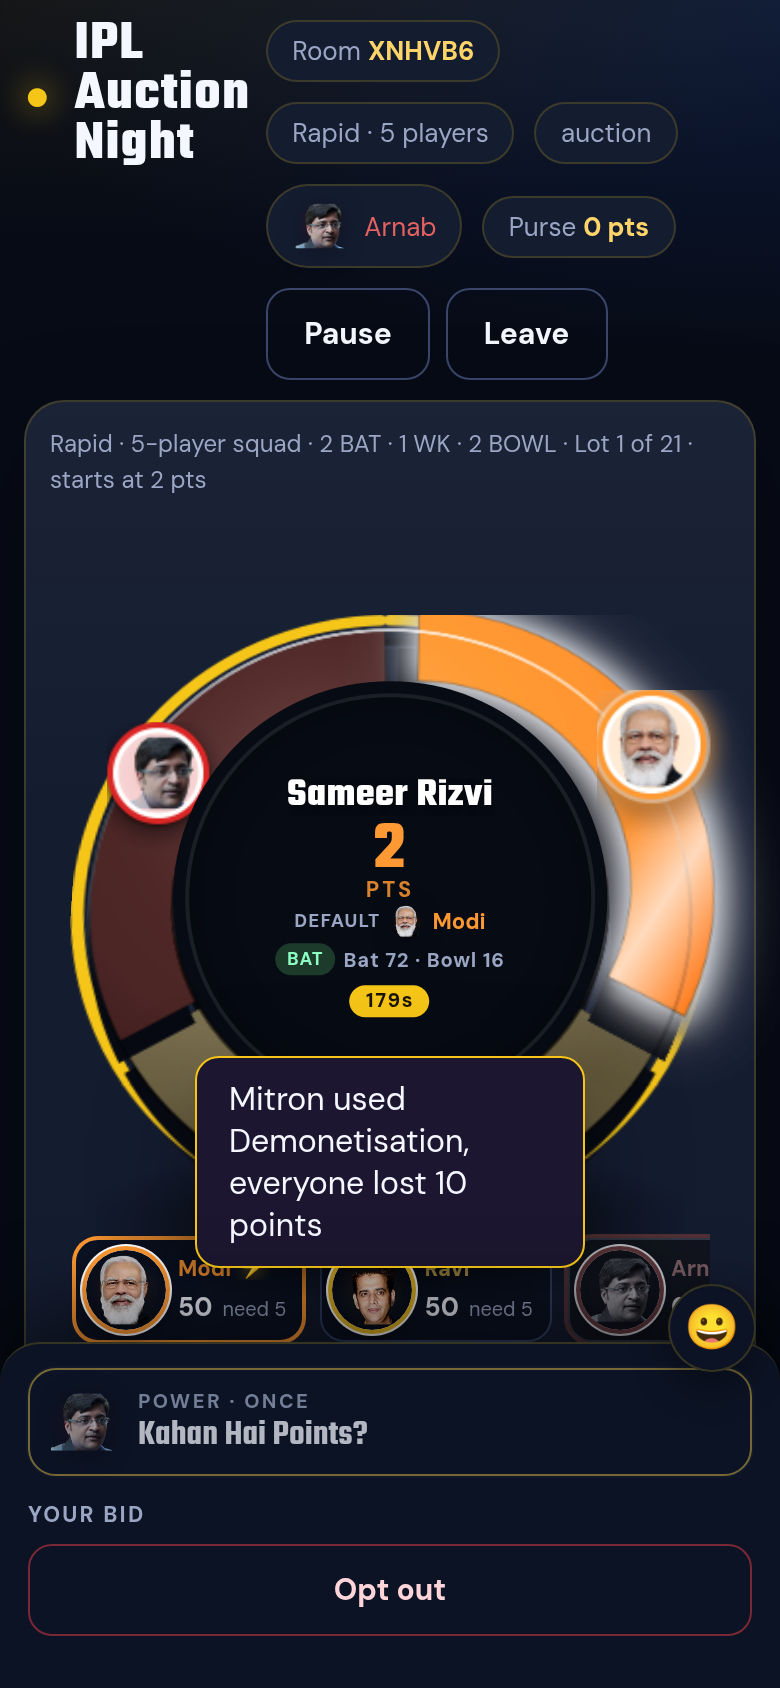 IPL
Auction
Night
Room XNHVB6
Rapid · 5 players
auction
Arnab
Purse 0 pts
Pause
Leave
Rapid · 5-player squad · 2 BAT · 1 WK · 2 BOWL · Lot 1 of 21 ·
starts at 2 pts
Sameer Rizvi
2
PTS
DEFAULT Modi
BAT Bat 72 · Bowl 16
179s
Mitron used
Demonetisation,
everyone lost 10
points
Modi ⚡
50 need 5
Ravi
50 need 5
Arn
POWER · ONCE
Kahan Hai Points?
YOUR BID
Opt out